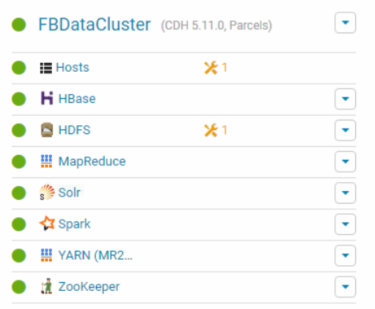 FBDataCluster (CDH 5.11.0, Parcels)
Hosts 1
HBase
HDFS 1
MapReduce
Solr
Spark
YARN (MR2...
ZooKeeper